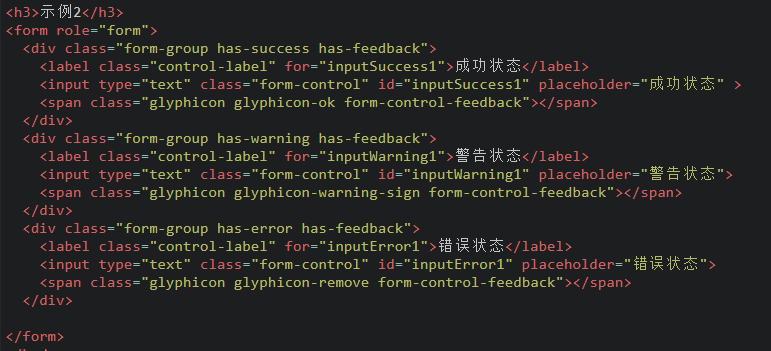 <h3>示例2</h3>
<form role="form">
<div class="form-group has-success has-feedback">
<label class="control-label" for="inputSuccess1">成功状态</label>
<input type="text" class="form-control" id="inputSuccess1" placeholder="成功状态" >
<span class="glyphicon glyphicon-ok form-control-feedback"></span>
</div>
<div class="form-group has-warning has-feedback">
<label class="control-label" for="inputWarning1">警告状态</label>
<input type="text" class="form-control" id="inputWarning1" placeholder="警告状态">
<span class="glyphicon glyphicon-warning-sign form-control-feedback"></span>
</div>
<div class="form-group has-error has-feedback">
<label class="control-label" for="inputError1">错误状态</label>
<input type="text" class="form-control" id="inputError1" placeholder="错误状态">
<span class="glyphicon glyphicon-remove form-control-feedback"></span>
</div>
</form>